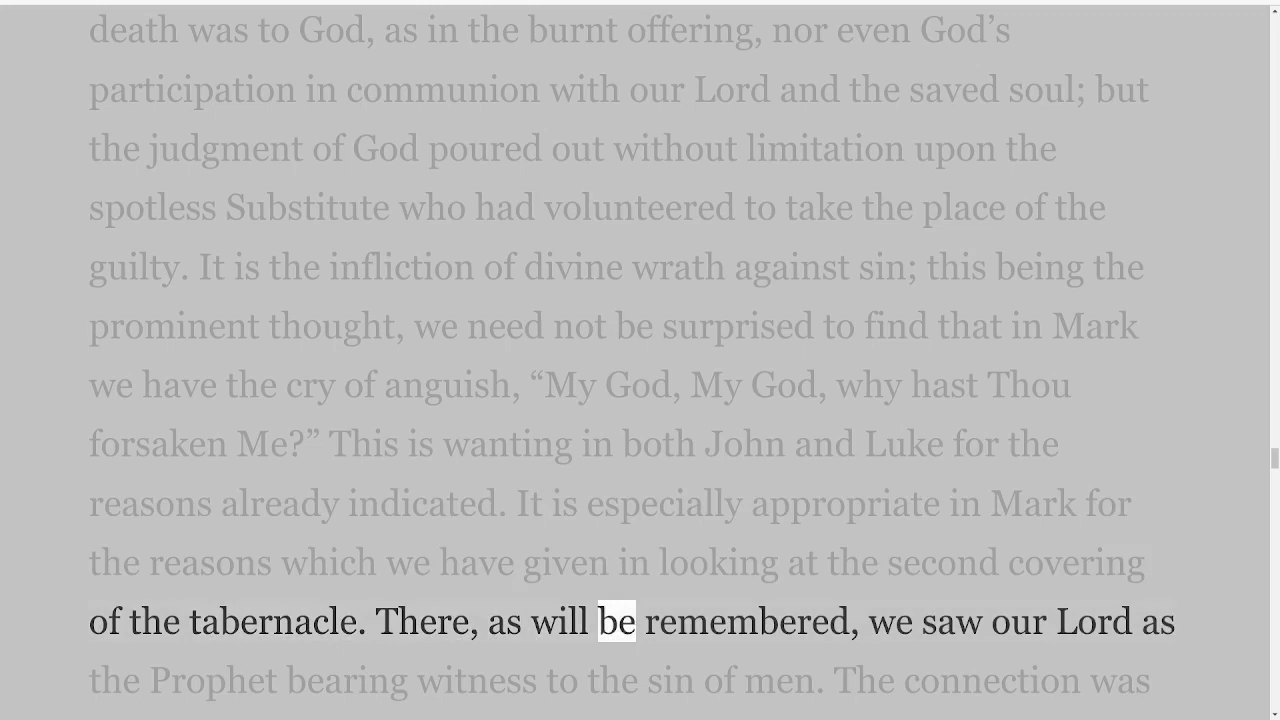 death was to God, as in the burnt offering, nor even God’s
participation in communion with our Lord and the saved soul; but
the judgment of God poured out without limitation upon the
spotless Substitute who had volunteered to take the place of the
guilty. It is the infliction of divine wrath against sin; this being the
prominent thought, we need not be surprised to find that in Mark
we have the cry of anguish, “My God, My God, why hast Thou
forsaken Me?” This is wanting in both John and Luke for the
reasons already indicated. It is especially appropriate in Mark for
the reasons which we have given in looking at the second covering
of the tabernacle. There, as will be remembered, we saw our Lord as
the Prophet bearing witness to the sin of men. The connection was